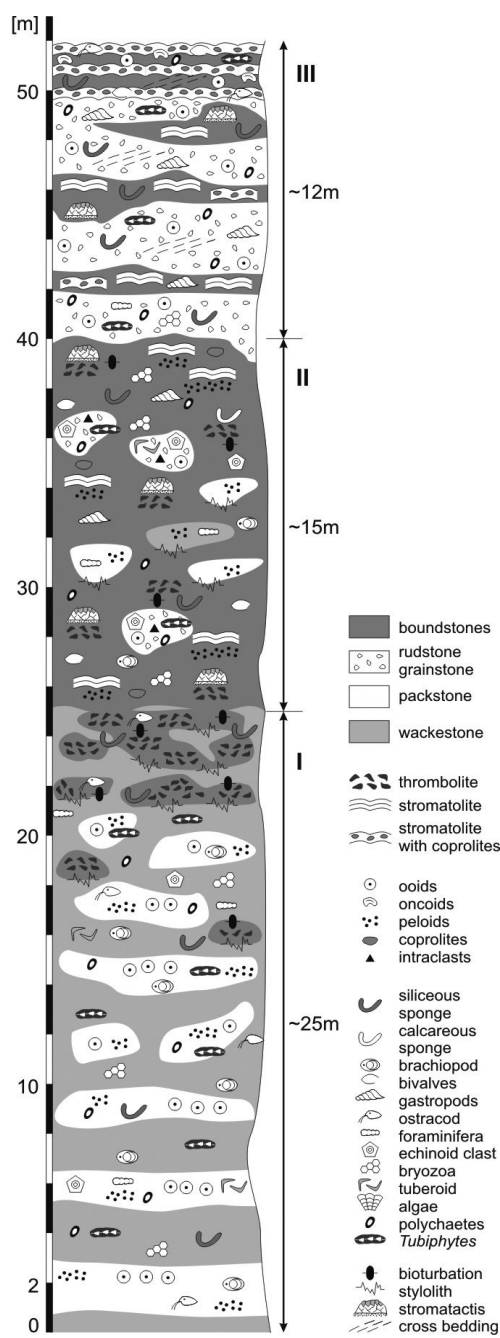 [m]
50
III
~12m
40
II
~15m
30
boundstones
rudstone
grainstone
packstone
wackestone
I
thrombolite
stromatolite
stromatolite
with coprolites
20
ooids
oncoids
peloids
coprolites
intraclasts
~25m
siliceous
sponge
calcareous
sponge
brachiopod
bivalves
gastropods
ostracod
foraminifera
echinoid clast
bryozoa
tuberoid
algae
polychaetes
Tubiphytes
10
bioturbation
stylolith
stromatactis
cross bedding
2
0